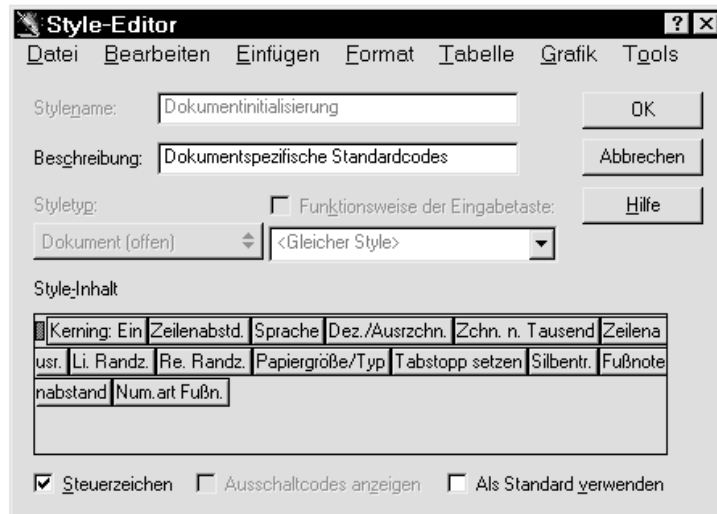 Style-Editor
Datei Bearbeiten Einfügen Format Tabelle Grafik Tools
Stylename: Dokumentinitialisierung OK
Beschreibung: Dokumentspezifische Standardcodes Abbrechen
Styletyp: Funktionsweise der Eingabetaste: Hilfe
Dokument (offen) <Gleicher Style>
Style-Inhalt
Kerning: Ein Zeilenabstd. Sprache Dez./Ausrzchn. Zchn. n. Tausend Zeilena
usr. Li. Randz. Re. Randz. Papiergröße/Typ Tabstopp setzen Silbentr. Fußnote
nabstand Num.art Fußn.
Steuerzeichen Ausschaltcodes anzeigen Als Standard verwenden